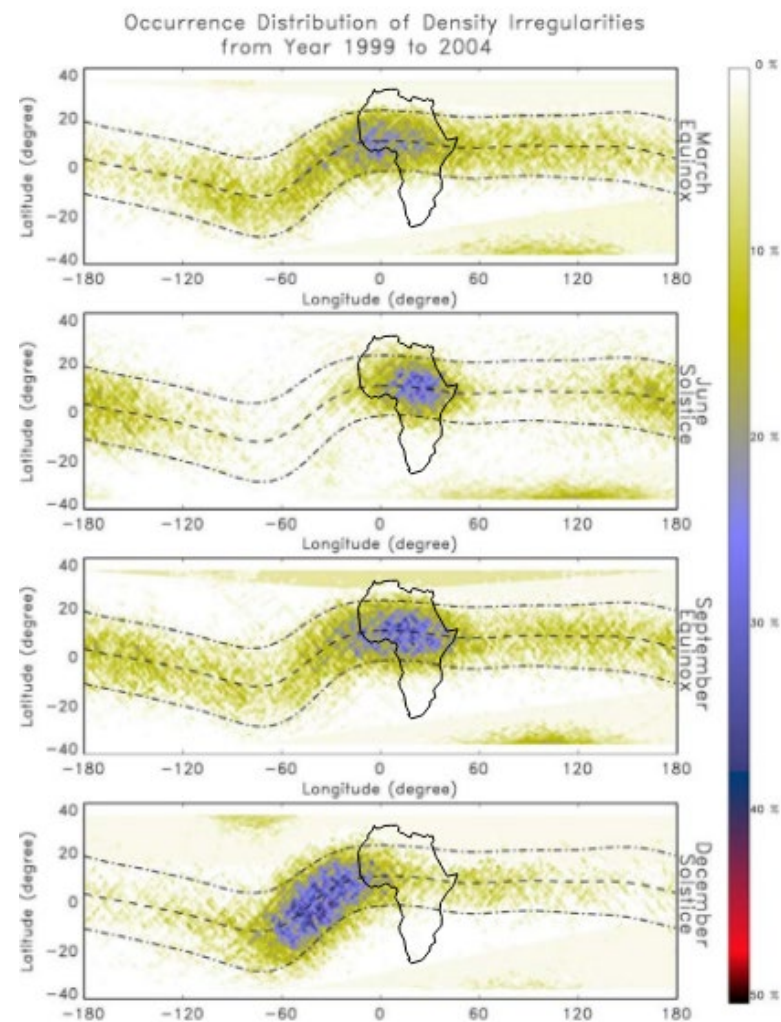 Occurrence Distribution of Density Irregularities
from Year 1999 to 2004
40
20
0
-20
-40
Latitude (degree)
-180 -120 -60 0 60 120 180
Longitude (degree)
March
Equinox
40
20
0
-20
-40
Latitude (degree)
-180 -120 -60 0 60 120 180
Longitude (degree)
June
Solstice
40
20
0
-20
-40
Latitude (degree)
-180 -120 -60 0 60 120 180
Longitude (degree)
September
Equinox
40
20
0
-20
-40
Latitude (degree)
-180 -120 -60 0 60 120 180
Longitude (degree)
December
Solstice
0 %
10 %
20 %
30 %
40 %
50 %